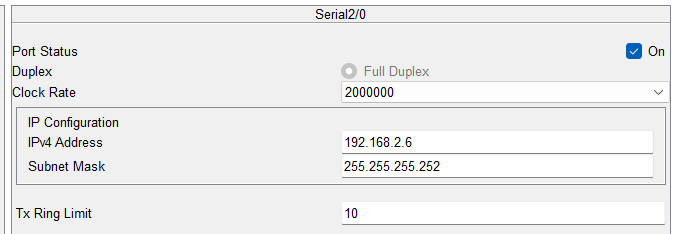 Serial2/0
Port Status On
Duplex Full Duplex
Clock Rate 2000000
IP Configuration
IPv4 Address 192.168.2.6
Subnet Mask 255.255.255.252
Tx Ring Limit 10